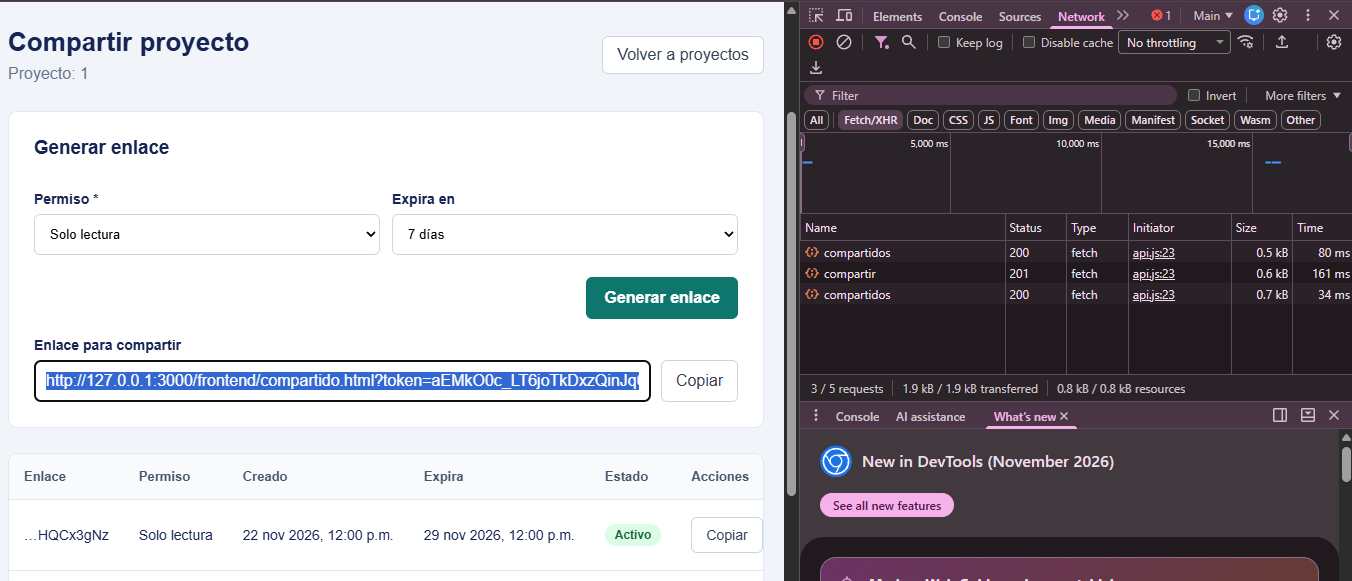 Compartir proyecto
Proyecto: 1
Volver a proyectos
Generar enlace
Permiso *
Expira en
Solo lectura
7 días
Generar enlace
Enlace para compartir
http://127.0.0.1:3000/frontend/compartido.html?token=aEMkO0c_LT6joTkDxzQinJq
Copiar
Enlace Permiso Creado Expira Estado Acciones
...HQCx3gNz Solo lectura 22 nov 2026, 12:00 p.m. 29 nov 2026, 12:00 p.m. Activo Copiar
Elements Console Sources Network 1 Main
Keep log Disable cache No throttling
Filter Invert More filters
All Fetch/XHR Doc CSS JS Font Img Media Manifest Socket Wasm Other
5,000 ms 10,000 ms 15,000 ms
Name Status Type Initiator Size Time
compartidos 200 fetch api.js:23 0.5 kB 80 ms
compartir 201 fetch api.js:23 0.6 kB 161 ms
compartidos 200 fetch api.js:23 0.7 kB 34 ms
3 / 5 requests 1.9 kB / 1.9 kB transferred 0.8 kB / 0.8 kB resources
Console AI assistance What's new
New in DevTools (November 2026)
See all new features